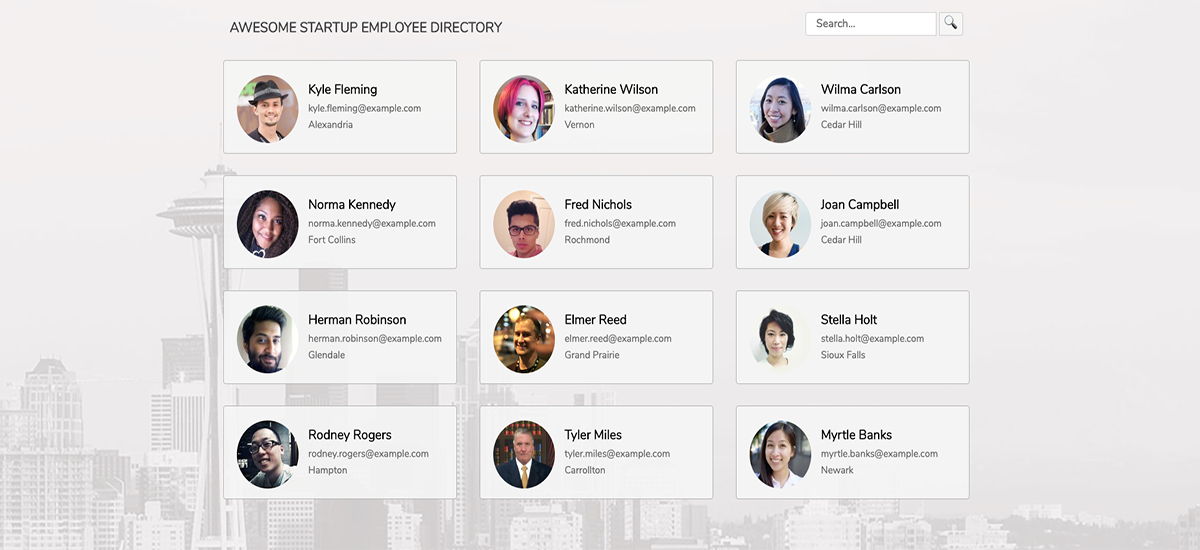 AWESOME STARTUP EMPLOYEE DIRECTORY
Search...
Kyle Fleming
kyle.fleming@example.com
Alexandria
Katherine Wilson
katherine.wilson@example.com
Vernon
Wilma Carlson
wilma.carlson@example.com
Cedar Hill
Norma Kennedy
norma.kennedy@example.com
Fort Collins
Fred Nichols
fred.nichols@example.com
Rochmond
Joan Campbell
joan.campbell@example.com
Cedar Hill
Herman Robinson
herman.robinson@example.com
Glendale
Elmer Reed
elmer.reed@example.com
Grand Prairie
Stella Holt
stella.holt@example.com
Sioux Falls
Rodney Rogers
rodney.rogers@example.com
Hampton
Tyler Miles
tyler.miles@example.com
Carrollton
Myrtle Banks
myrtle.banks@example.com
Newark